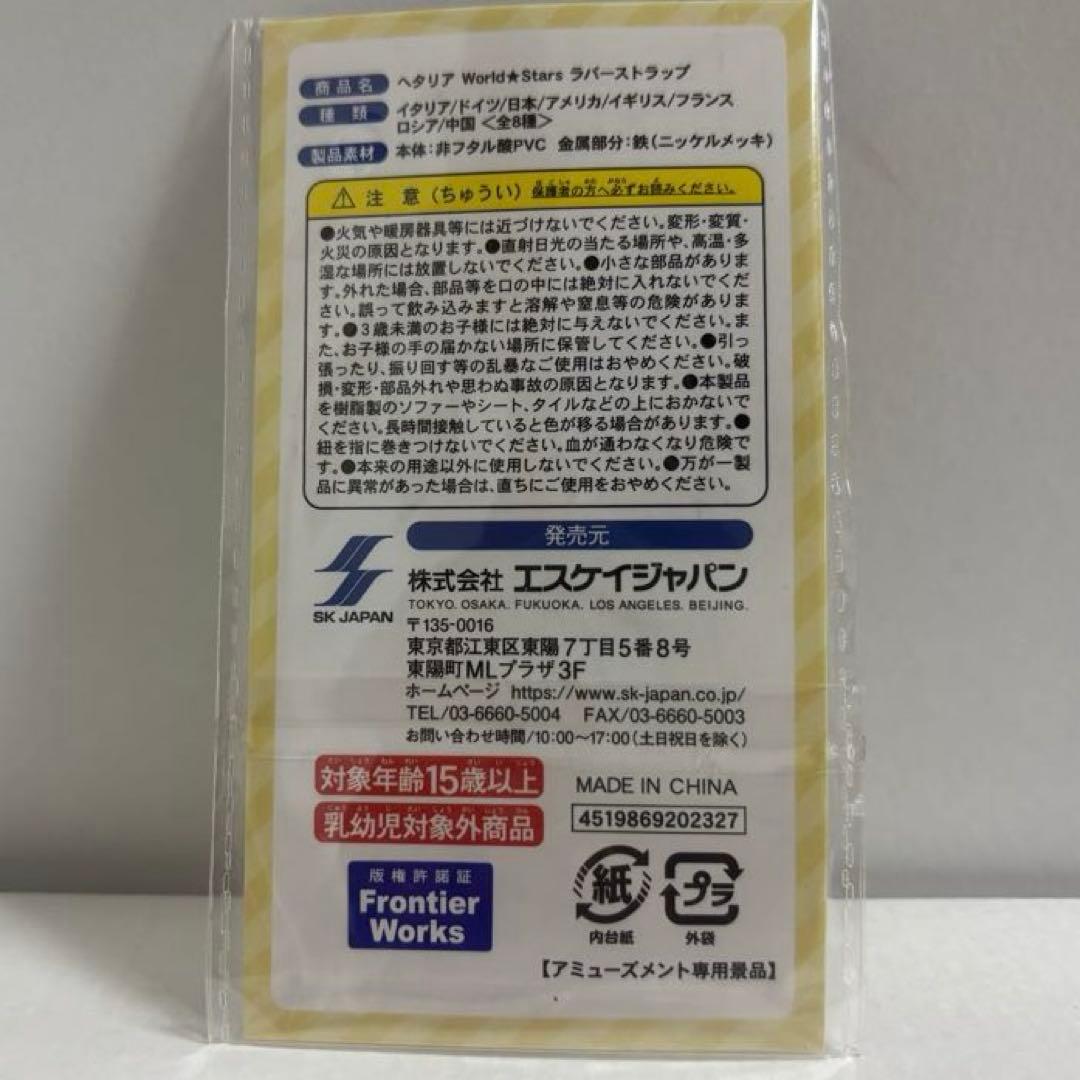 商品名 ヘタリア World★Stars ラバーストラップ
種類 イタリア/ドイツ/日本/アメリカ/イギリス/フランス
ロシア/中国 <全8種>
製品素材 本体:非フタル酸PVC 金属部分:鉄(ニッケルメッキ)
注 意(ちゅうい) 保護者の方へ必ずお読みください。
●火気や暖房器具等には近づけないでください。変形・変質・
火災の原因となります。●直射日光の当たる場所や、高温・多
湿な場所には放置しないでください。●小さな部品がありま
す。外れた場合、部品等を口の中には絶対に入れないでくだ
さい。誤って飲み込みますと溶解や窒息等の危険がありま
す。●3歳未満のお子様には絶対に与えないでください。ま
た、お子様の手の届かない場所に保管してください。●引っ
張ったり、振り回す等の乱暴なご使用はおやめください。破
損・変形・部品外れや思わぬ事故の原因となります。●本製品
を樹脂製のソファーやシート、タイルなどの上におかないで
ください。長時間接触していると色が移る場合があります。●
紐を指に巻きつけないでください。血が通わなくなり危険で
す。●本来の用途以外に使用しないでください。●万が一製
品に異常があった場合は、直ちにご使用をおやめください。
発売元
SK JAPAN
株式会社 エスケイジャパン
TOKYO. OSAKA. FUKUOKA. LOS ANGELES. BEIJING.
〒135-0016
東京都江東区東陽7丁目5番8号
東陽町MLプラザ3F
ホームページ https://www.sk-japan.co.jp/
TEL/03-6660-5004 FAX/03-6660-5003
お問い合わせ時間/10:00〜17:00(土日祝日を除く)
対象年齢15歳以上
乳幼児対象外商品
MADE IN CHINA
4519869202327
版権許諾証
Frontier
Works
紙
内台紙
プラ
外袋
【アミューズメント専用景品】